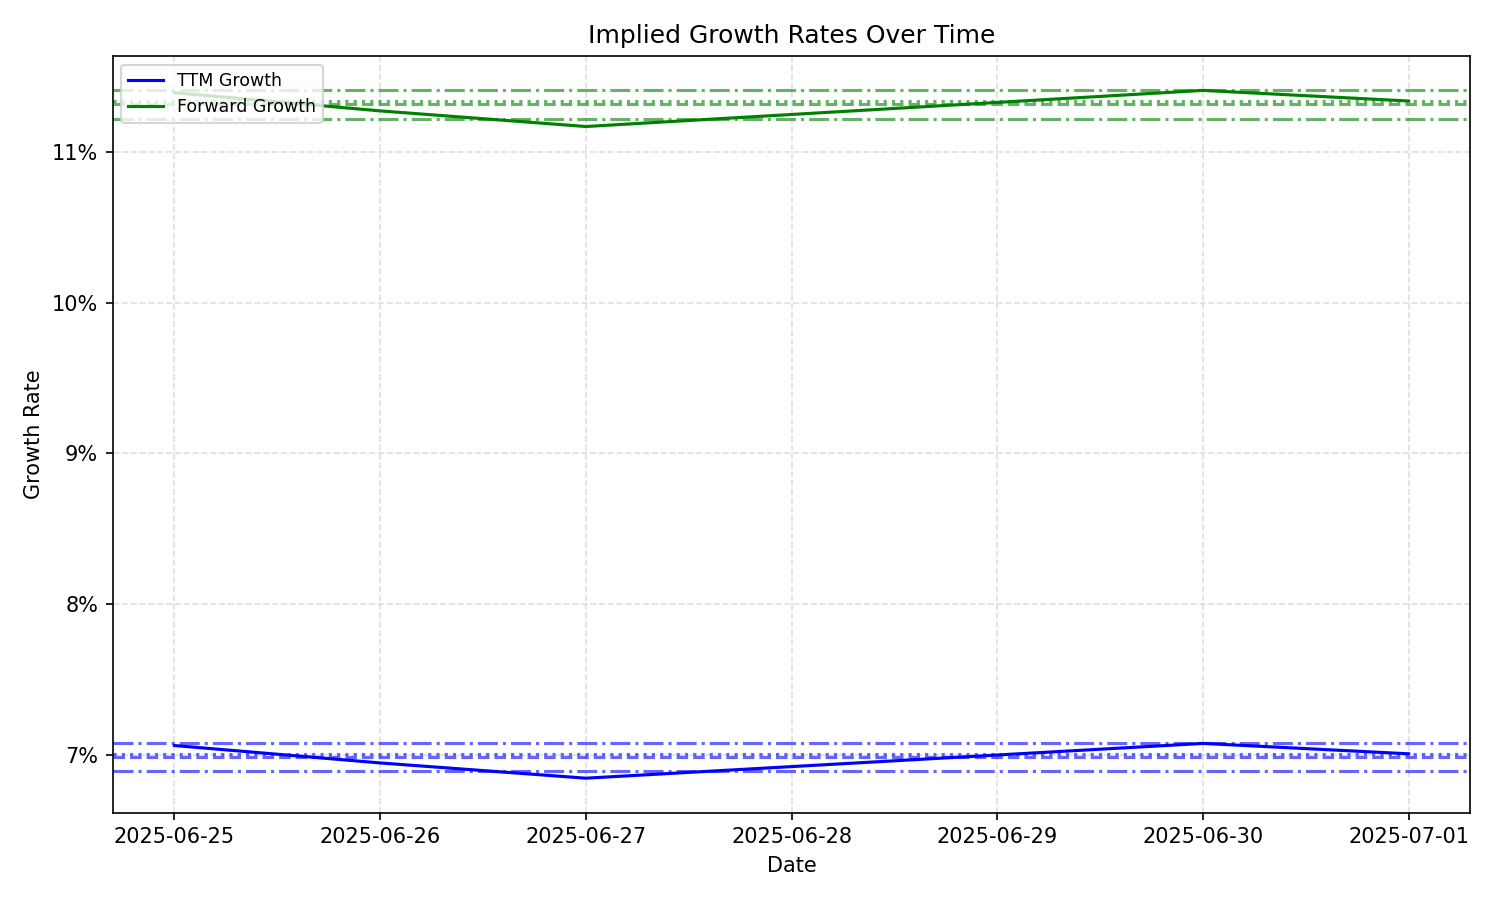 Implied Growth Rates Over Time
TTM Growth
Forward Growth
11%
10%
9%
8%
7%
Growth Rate
2025-06-25
2025-06-26
2025-06-27
2025-06-28
2025-06-29
2025-06-30
2025-07-01
Date